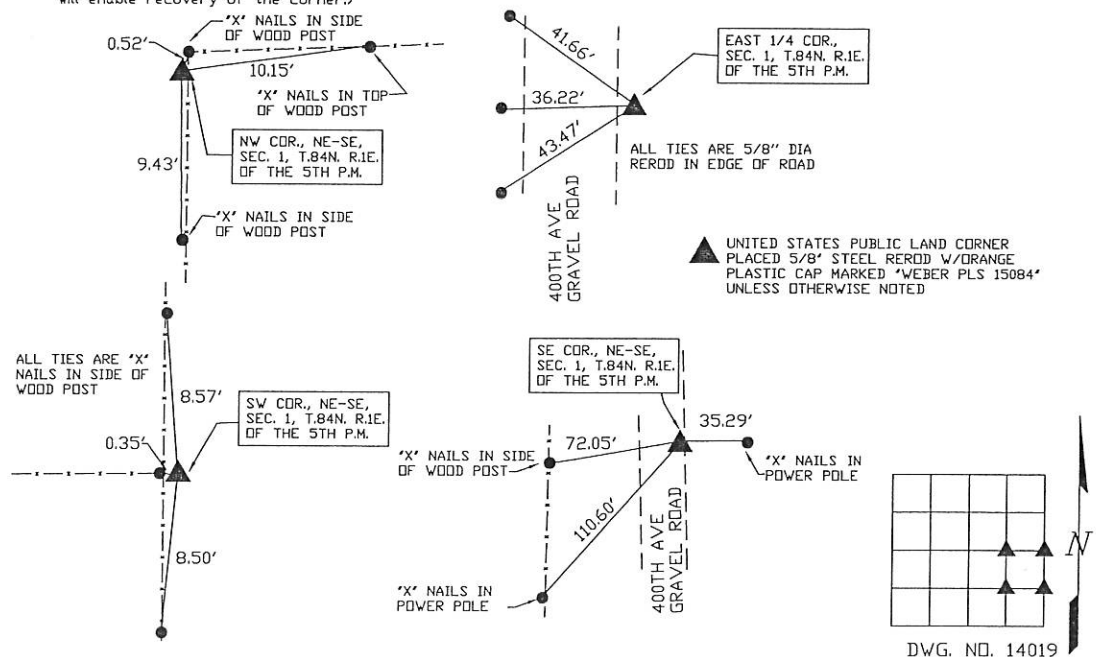 will enable recovery of the corner.)
"X" NAILS IN SIDE
OF WOOD POST
0.52'
10.15'
"X" NAILS IN TOP
OF WOOD POST
NW COR., NE-SE,
SEC. 1, T.84N. R.1E.
OF THE 5TH P.M.
9.43'
"X" NAILS IN SIDE
OF WOOD POST
41.66'
36.22'
43.47'
EAST 1/4 COR.,
SEC. 1, T.84N. R.1E.
OF THE 5TH P.M.
ALL TIES ARE 5/8" DIA
REROD IN EDGE OF ROAD
400TH AVE
GRAVEL ROAD
UNITED STATES PUBLIC LAND CORNER
PLACED 5/8" STEEL REROD W/ORANGE
PLASTIC CAP MARKED "WEBER PLS 15084"
UNLESS OTHERWISE NOTED
ALL TIES ARE "X"
NAILS IN SIDE OF
WOOD POST
8.57'
0.35'
SW COR., NE-SE,
SEC. 1, T.84N. R.1E.
OF THE 5TH P.M.
8.50'
SE COR., NE-SE,
SEC. 1, T.84N. R.1E.
OF THE 5TH P.M.
72.05'
35.29'
"X" NAILS IN SIDE
OF WOOD POST
"X" NAILS IN
POWER POLE
110.60'
400TH AVE
GRAVEL ROAD
"X" NAILS IN
POWER POLE
N
DWG. NO. 14019